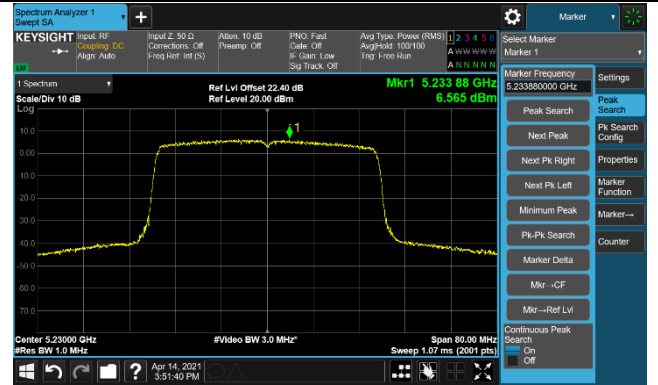 Spectrum Analyzer 1
Swept SA
+
Marker
KEYSIGHT
Input: RF
Coupling: DC
Align: Auto
Input Z: 50 Ω
Corrections: Off
Freq Ref: Int (S)
Atten: 10 dB
Preamp: Off
PNO: Fast
Gate: Off
IF Gain: Low
Sig Track: Off
Avg Type: Power (RMS)
Avg|Hold: 100/100
Trig: Free Run
1 2 3 4 5 6
A W W W W W
A N N N N N
LM
Select Marker
Marker 1
1 Spectrum
Scale/Div 10 dB
Ref Lvl Offset 22.40 dB
Ref Level 20.00 dBm
Mkr1 5.233 88 GHz
6.565 dBm
Log
10.0
0.00
-10.0
-20.0
-30.0
-40.0
-50.0
-60.0
-70.0
1
Center 5.23000 GHz
#Res BW 1.0 MHz
#Video BW 3.0 MHz*
Span 80.00 MHz
Sweep 1.07 ms (2001 pts)
Marker Frequency
5.233880000 GHz
Peak Search
Next Peak
Next Pk Right
Next Pk Left
Minimum Peak
Pk-Pk Search
Marker Delta
Mkr→CF
Mkr→Ref Lvl
Continuous Peak
Search
On
Off
Settings
Peak
Search
Pk Search
Config
Properties
Marker
Function
Marker→
Counter
?
Apr 14, 2021
3:51:40 PM